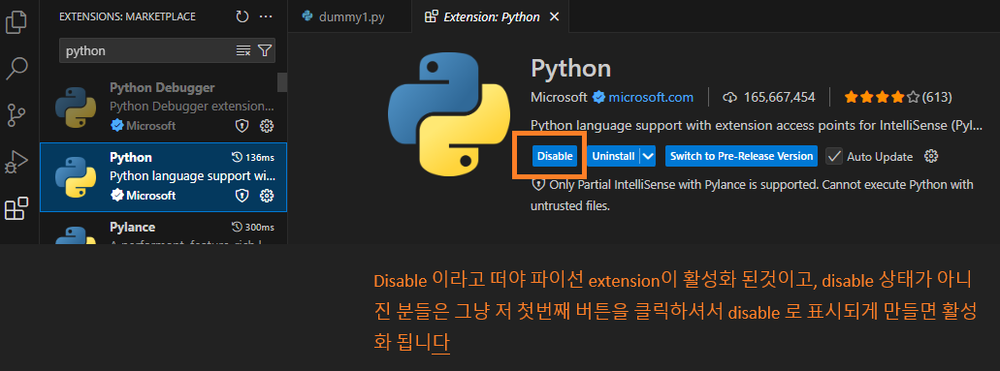 EXTENSIONS: MARKETPLACE
python
Python Debugger
Python Debugger extension...
Microsoft
Python 136ms
Python language support wi...
Microsoft
Pylance 300ms
dummy1.py Extension: Python
Python
Microsoft microsoft.com 165,667,454 (613)
Python language support with extension access points for IntelliSense (Pyl...
Disable Uninstall Switch to Pre-Release Version Auto Update
Only Partial IntelliSense with Pylance is supported. Cannot execute Python with
untrusted files.
Disable 이라고 떠야 파이선 extension이 활성화 된것이고, disable 상태가 아니
진 분들은 그냥 저 첫번째 버튼을 클릭하셔서 disable 로 표시되게 만들면 활성
화 됩니다